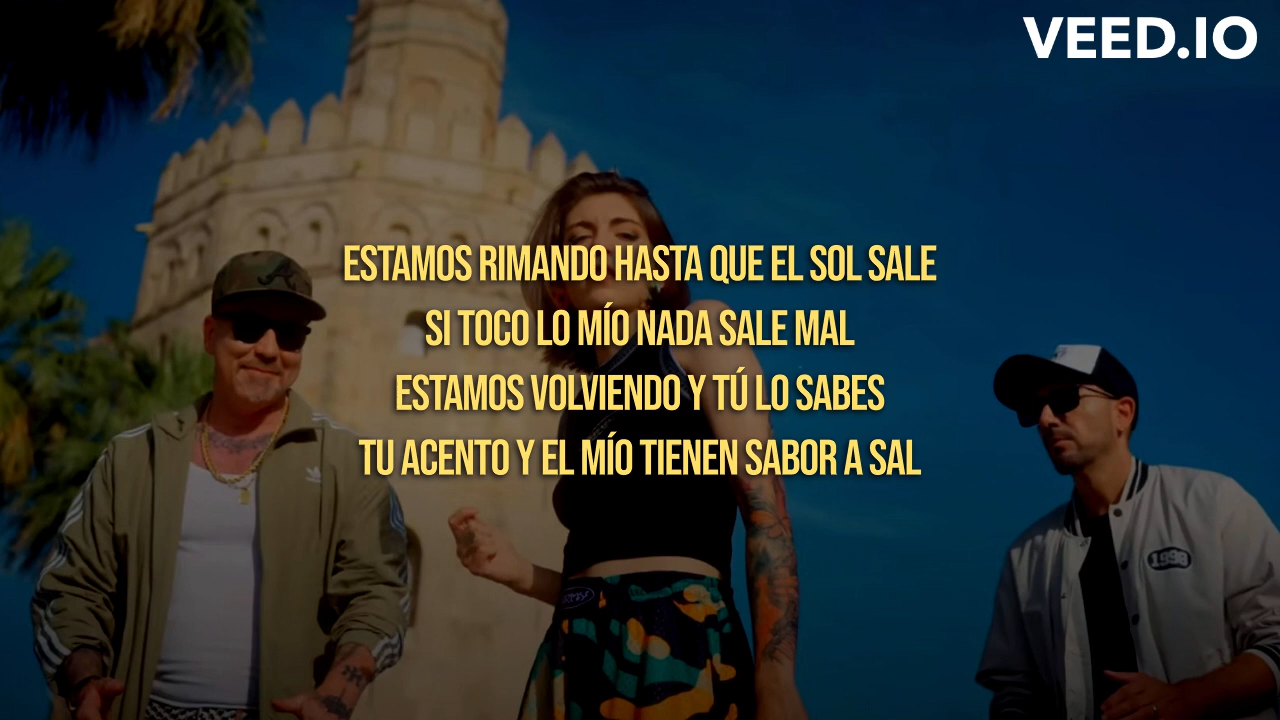 VEED.IO
ESTAMOS RIMANDO HASTA QUE EL SOL SALE
SI TOCO LO MÍO NADA SALE MAL
ESTAMOS VOLVIENDO Y TÚ LO SABES
TU ACENTO Y EL MÍO TIENEN SABOR A SAL
1993